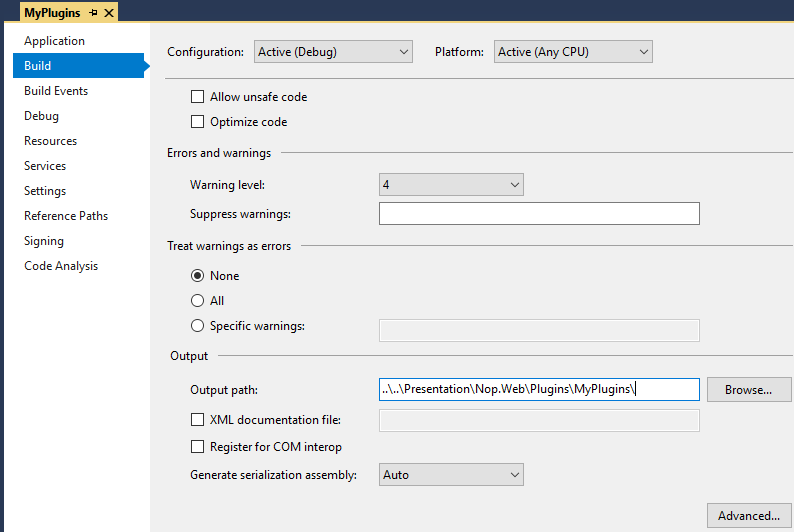 MyPlugins
Application
Build
Build Events
Debug
Resources
Services
Settings
Reference Paths
Signing
Code Analysis
Configuration: Active (Debug) Platform: Active (Any CPU)
Allow unsafe code
Optimize code
Errors and warnings
Warning level: 4
Suppress warnings:
Treat warnings as errors
None
All
Specific warnings:
Output
Output path: ..\..\Presentation\Nop.Web\Plugins\MyPlugins\ Browse...
XML documentation file:
Register for COM interop
Generate serialization assembly: Auto
Advanced...